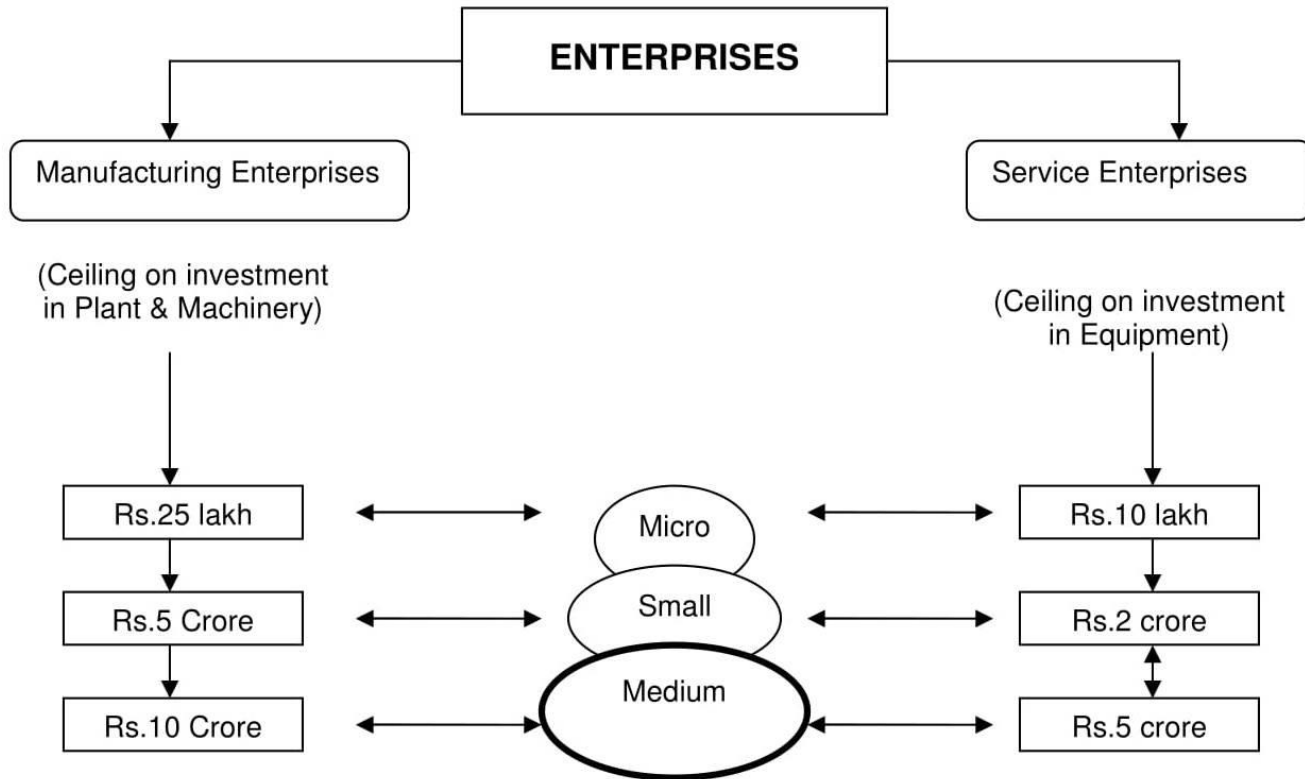 ENTERPRISES
Manufacturing Enterprises
Service Enterprises
(Ceiling on investment
in Plant & Machinery)
(Ceiling on investment
in Equipment)
Rs.25 lakh
Micro
Rs.10 lakh
Rs.5 Crore
Small
Rs.2 crore
Medium
Rs.10 Crore
Rs.5 crore